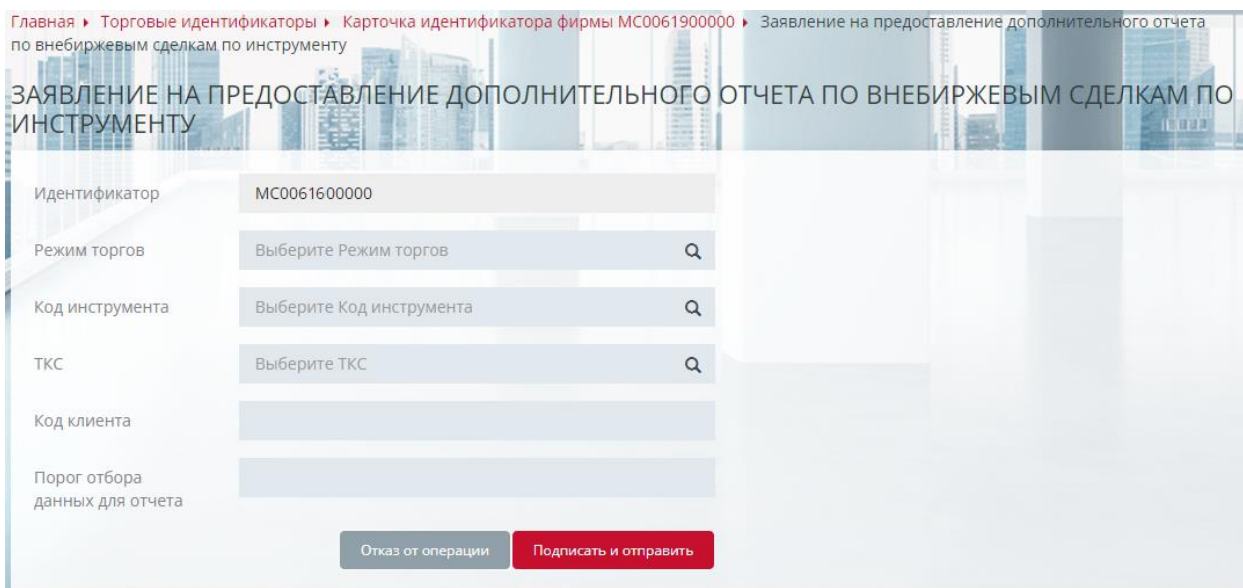 Главная ▸ Торговые идентификаторы ▸ Карточка идентификатора фирмы MC0061900000 ▸ Заявление на предоставление дополнительного отчета
по внебиржевым сделкам по инструменту
ЗАЯВЛЕНИЕ НА ПРЕДОСТАВЛЕНИЕ ДОПОЛНИТЕЛЬНОГО ОТЧЕТА ПО ВНЕБИРЖЕВЫМ СДЕЛКАМ ПО
ИНСТРУМЕНТУ
Идентификатор MC0061600000
Режим торгов Выберите Режим торгов
Код инструмента Выберите Код инструмента
ТКС Выберите ТКС
Код клиента
Порог отбора
данных для отчета
Отказ от операции Подписать и отправить